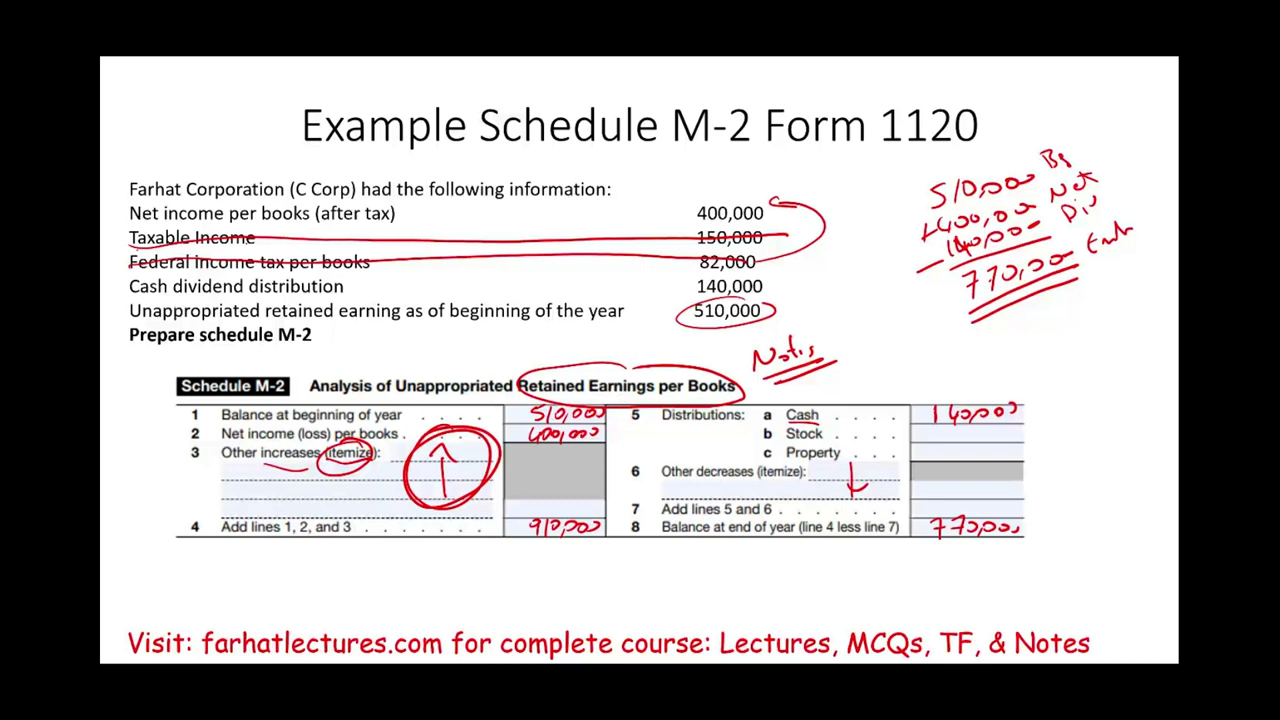 Example Schedule M-2 Form 1120
Farhat Corporation (C Corp) had the following information:
Net income per books (after tax) 400,000
Taxable Income 150,000
Federal income tax per books 82,000
Cash dividend distribution 140,000
Unappropriated retained earning as of beginning of the year 510,000
Prepare schedule M-2
510,000 Bg
+400,000 Net
- 140,000 Div
770,000
Notes
Schedule M-2 Analysis of Unappropriated Retained Earnings per Books
1 Balance at beginning of year . . . . 510,000
2 Net income (loss) per books . . . . 400,000
3 Other increases (itemize):
4 Add lines 1, 2, and 3 . . . . . . . 910,000
5 Distributions: a Cash . . . . 140,000
b Stock . . . .
c Property . . .
6 Other decreases (itemize):
7 Add lines 5 and 6 . . . . . . . .
8 Balance at end of year (line 4 less line 7) 770,000
Visit: farhatlectures.com for complete course: Lectures, MCQs, TF, & Notes